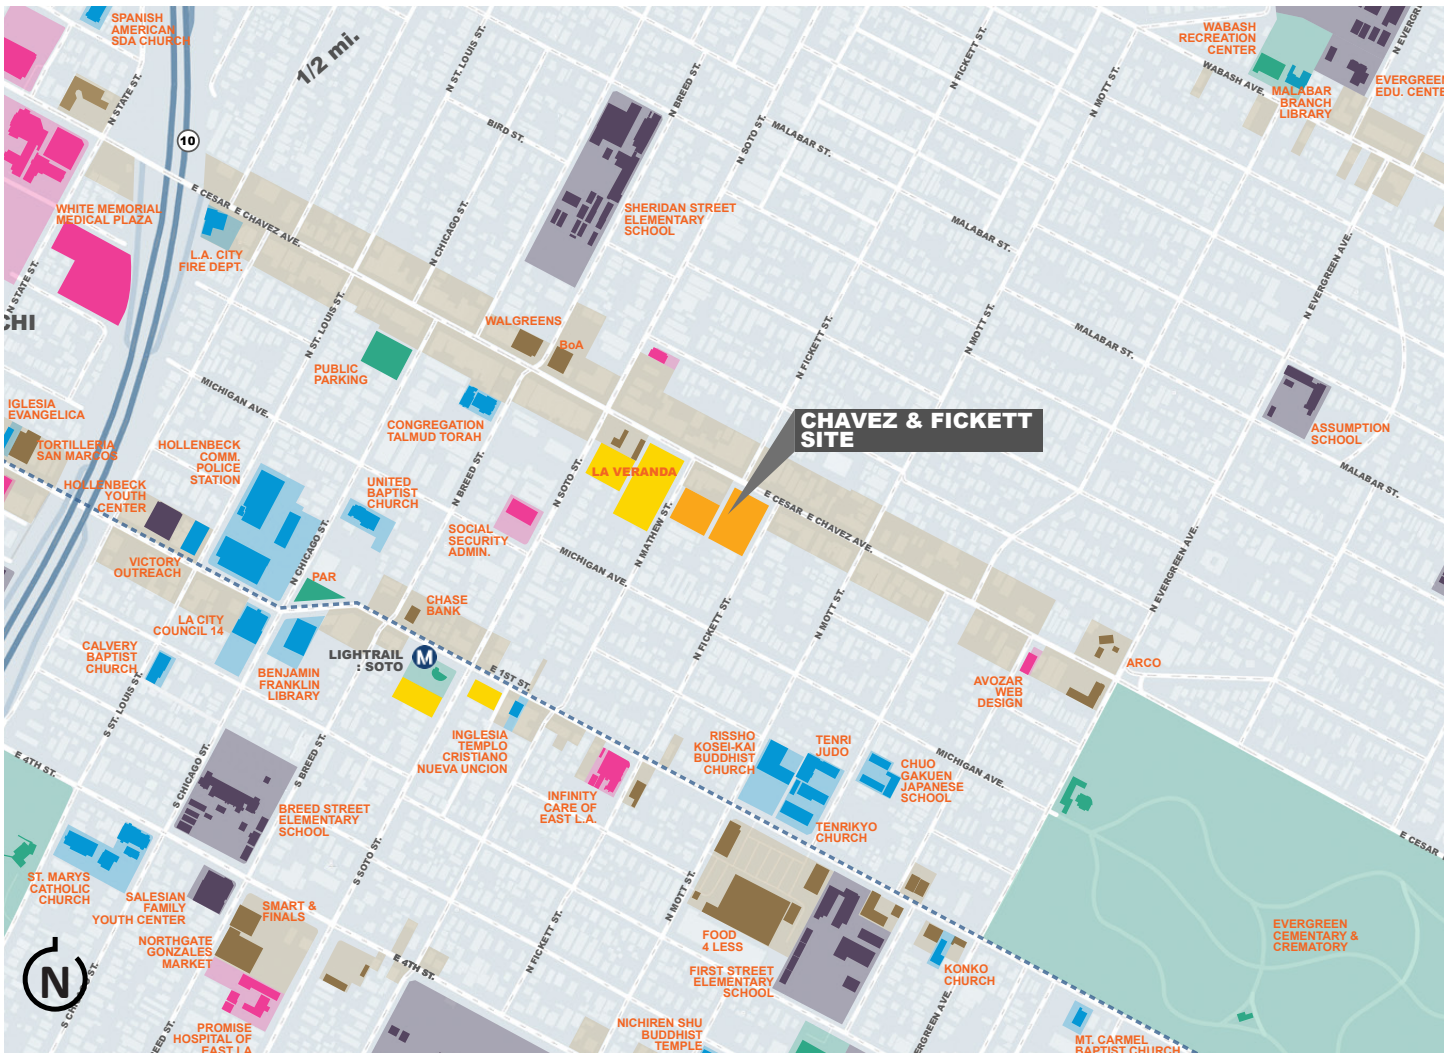 SPANISH
AMERICAN
SDA CHURCH
1/2 mi.
N ST. LOUIS ST.
N BREED ST.
N FICKETT ST.
WABASH
RECREATION
CENTER
WABASH AVE.
MALABAR
BRANCH
LIBRARY
EVERGREEN
EDU. CENTE
N EVERGR
N STATE ST.
10
BIRD ST.
N SOTO ST.
MALABAR ST.
N MOTT ST.
E CESAR E CHAVEZ AVE.
WHITE MEMORIAL
MEDICAL PLAZA
L.A. CITY
FIRE DEPT.
N CHICAGO ST.
SHERIDAN STREET
ELEMENTARY
SCHOOL
MALABAR ST.
N EVERGREEN AVE.
N STATE ST.
CHI
N ST. LOUIS ST.
WALGREENS
BoA
N FICKETT ST.
N MOTT ST.
MALABAR ST.
PUBLIC
PARKING
MICHIGAN AVE.
IGLESIA
EVANGELICA
TORTILLERIA
SAN MARCOS
HOLLENBECK
COMM.
POLICE
STATION
CONGREGATION
TALMUD TORAH
CHAVEZ & FICKETT
SITE
ASSUMPTION
SCHOOL
MALABAR ST.
LA VERANDA
HOLLENBECK
YOUTH
CENTER
UNITED
BAPTIST
CHURCH
N BREED ST.
N SOTO ST.
SOCIAL
SECURITY
ADMIN.
N MATHEW ST.
E CESAR E CHAVEZ AVE.
MICHIGAN AVE.
VICTORY
OUTREACH
N CHICAGO ST.
PAR
CHASE
BANK
N FICKETT ST.
N MOTT ST.
N EVERGREEN AVE.
LA CITY
COUNCIL 14
CALVERY
BAPTIST
CHURCH
BENJAMIN
FRANKLIN
LIBRARY
LIGHTRAIL
: SOTO
M
E 1ST ST.
AVOZAR
WEB
DESIGN
ARCO
S ST. LOUIS ST.
INGLESIA
TEMPLO
CRISTIANO
NUEVA UNCION
RISSHO
KOSEI-KAI
BUDDHIST
CHURCH
TENRI
JUDO
CHUO
GAKUEN
JAPANESE
SCHOOL
MICHIGAN AVE.
E 4TH ST.
S CHICAGO ST.
S BREED ST.
BREED STREET
ELEMENTARY
SCHOOL
INFINITY
CARE OF
EAST L.A.
TENRIKYO
CHURCH
E CESAR
S SOTO ST.
ST. MARYS
CATHOLIC
CHURCH
SALESIAN
FAMILY
YOUTH CENTER
SMART &
FINALS
NORTHGATE
GONZALES
MARKET
N MOTT ST.
FOOD
4 LESS
FIRST STREET
ELEMENTARY
SCHOOL
EVERGREEN
CEMENTARY &
CREMATORY
N FICKETT ST.
E 4TH ST.
KONKO
CHURCH
N
S CHICAGO ST.
PROMISE
HOSPITAL OF
EAST LA
EED ST.
NICHIREN SHU
BUDDHIST
TEMPLE
ERGREEN AVE.
MT. CARMEL
BAPTIST CHURCH